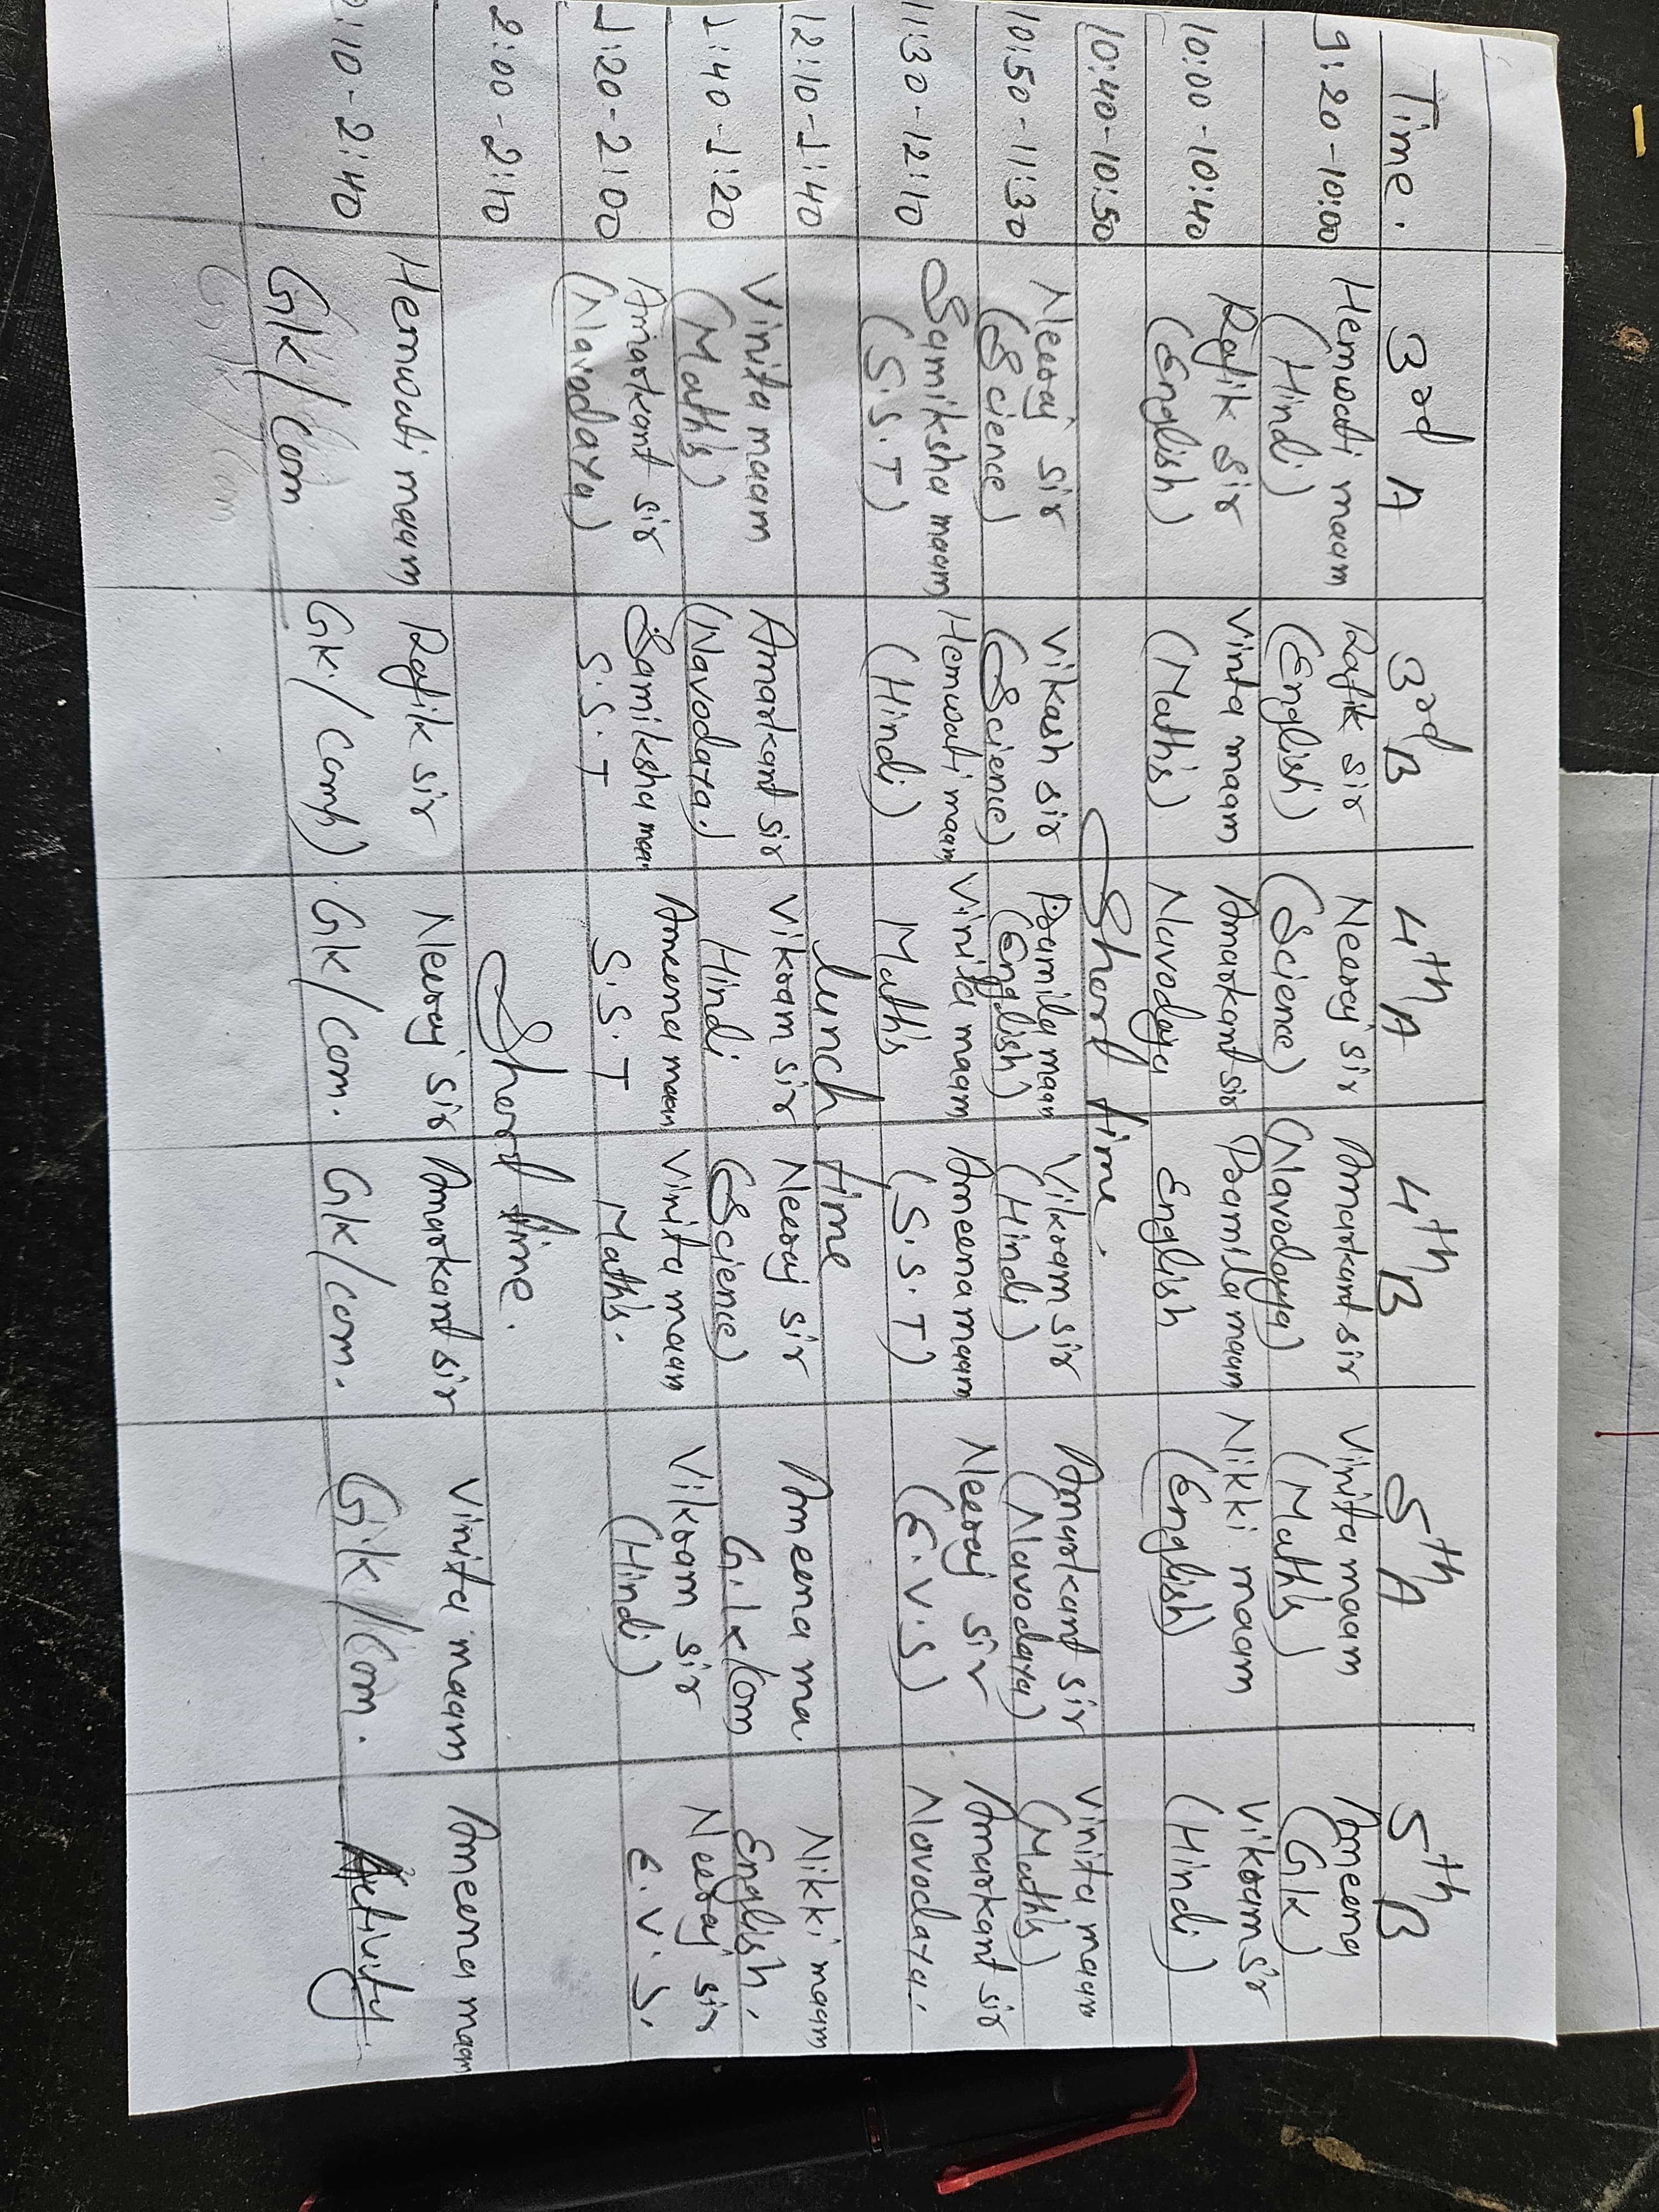 Time. 3rd A 3rd B 4th A 4th B 5th A 5th B
9:20-10:00 Hemwati maam Rafik sir Neeraj sir Amarkant sir Vinita maam Ameena
(Hindi) (English) (Science) (Navodaya) (Math's) (GK)
10:00-10:40 Rafik sir Vinita maam Amarkant sir Pramila maam Nikki maam Vikram sir
(English) (Math's) Navodaya English (English) (Hindi)
10:40-10:50 Short time.
10:50-11:30 Neeraj sir Vikash sir Pramila maam Vikram sir Amarkant sir Vinita maam
(Science) (Science) (English) (Hindi) (Navodaya) (Math's)
11:30-12:10 Samiksha maam Hemwati maam Vinita maam Ameena maam Neeraj sir Amarkant sir
(S.S.T) (Hindi) Math's (S.S.T) (E.V.S) Navodaya.
12:10-1:40 lunch time
1:40-1:20 Vinita maam Amarkant sir Vikram sir Neeraj sir Ameena ma. Nikki maam
(Math's) (Navodaya.) Hindi (Science) G.k/Com English.
1:20-2:00 Amarkant sir Samiksha maam Ameena maam Vinita maam Vikram sir Neeraj sir
(Navodaya) S.S.T S.S.T Math's. (Hindi) E.V.S.
2:00-2:10 Short time.
2:10-2:40 Hemwati maam Rafik sir Neeraj sir Amarkant sir Vinita maam Ameena maam
GK/Com GK/Comp) GK/Com. GK/Com. G.k/Com. Activity.